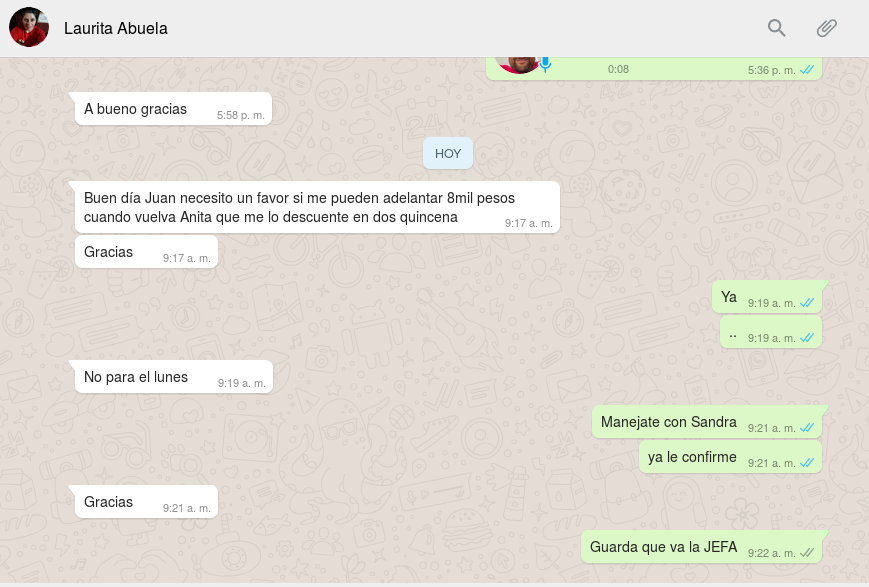 Laurita Abuela
0:08
5:36 p. m.
A bueno gracias
5:58 p. m.
HOY
Buen día Juan necesito un favor si me pueden adelantar 8mil pesos
cuando vuelva Anita que me lo descuente en dos quincena
9:17 a. m.
Gracias
9:17 a. m.
Ya
9:19 a. m.
..
9:19 a. m.
No para el lunes
9:19 a. m.
Manejate con Sandra
9:21 a. m.
ya le confirme
9:21 a. m.
Gracias
9:21 a. m.
Guarda que va la JEFA
9:22 a. m.